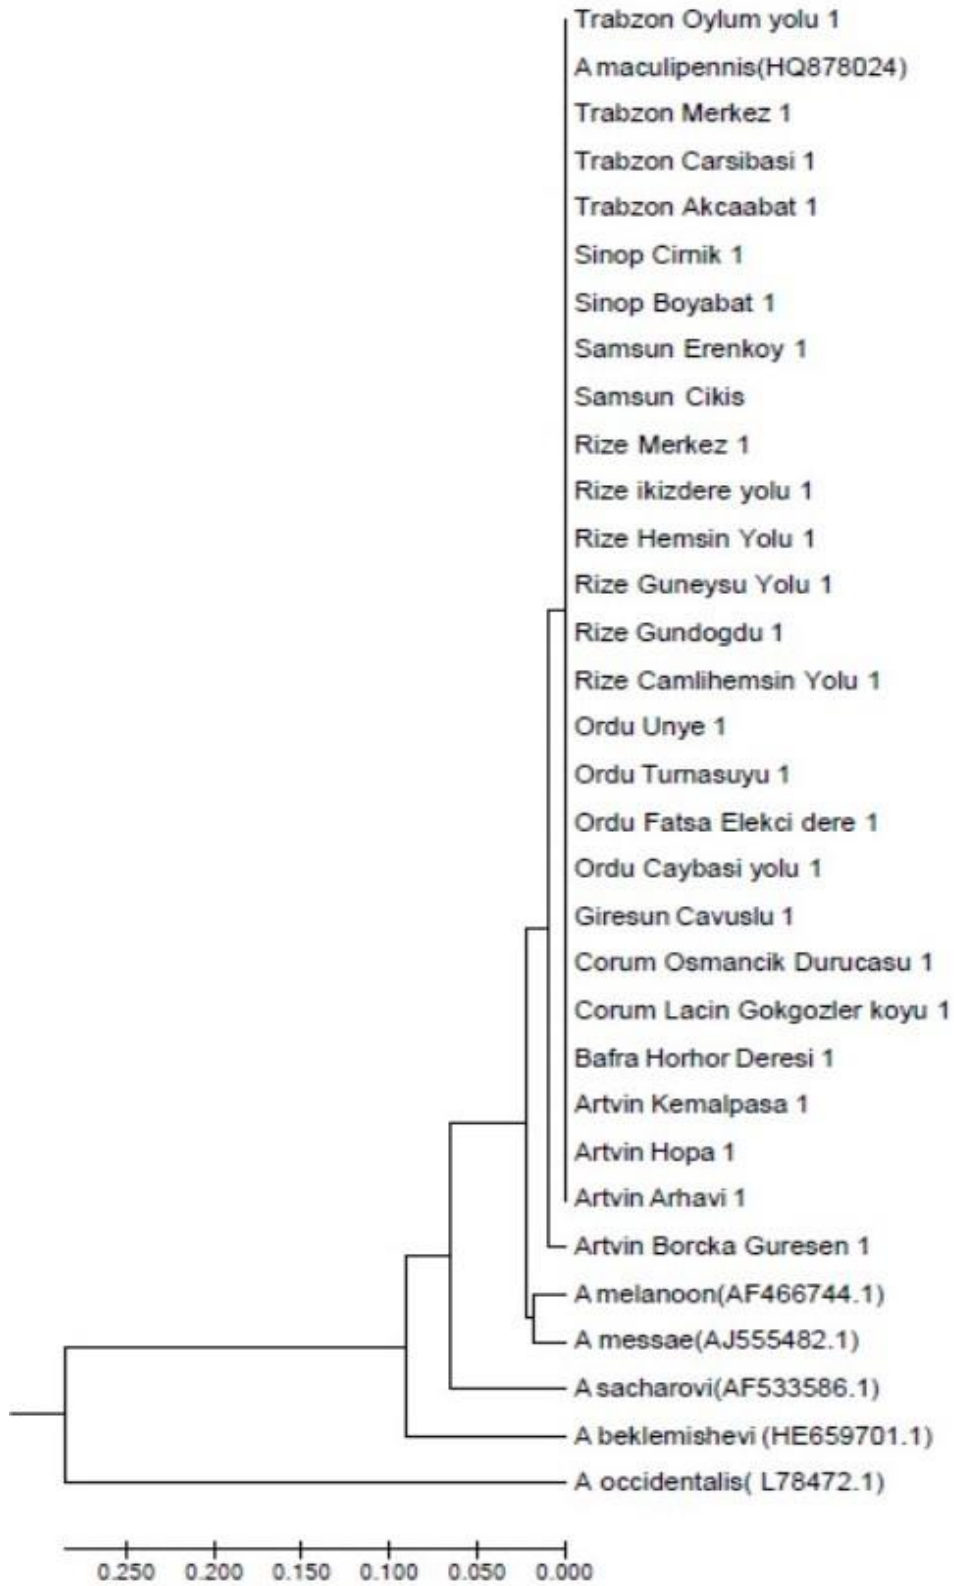 Trabzon Oylum yolu 1
A maculipennis(HQ878024)
Trabzon Merkez 1
Trabzon Carsibasi 1
Trabzon Akcaabat 1
Sinop Cirnik 1
Sinop Boyabat 1
Samsun Erenkoy 1
Samsun Cikis
Rize Merkez 1
Rize ikizdere yolu 1
Rize Hemsin Yolu 1
Rize Guneysu Yolu 1
Rize Gundogdu 1
Rize Camlihemsin Yolu 1
Ordu Unye 1
Ordu Turnasuyu 1
Ordu Fatsa Elekci dere 1
Ordu Caybasi yolu 1
Giresun Cavuslu 1
Corum Osmancik Durucasu 1
Corum Lacin Gokgozler koyu 1
Bafra Horhor Deresi 1
Artvin Kemalpasa 1
Artvin Hopa 1
Artvin Arhavi 1
Artvin Borcka Guresen 1
A melanoon(AF466744.1)
A messae(AJ555482.1)
A sacharovi(AF533586.1)
A beklemishevi (HE659701.1)
A occidentalis( L78472.1)
0.250 0.200 0.150 0.100 0.050 0.000